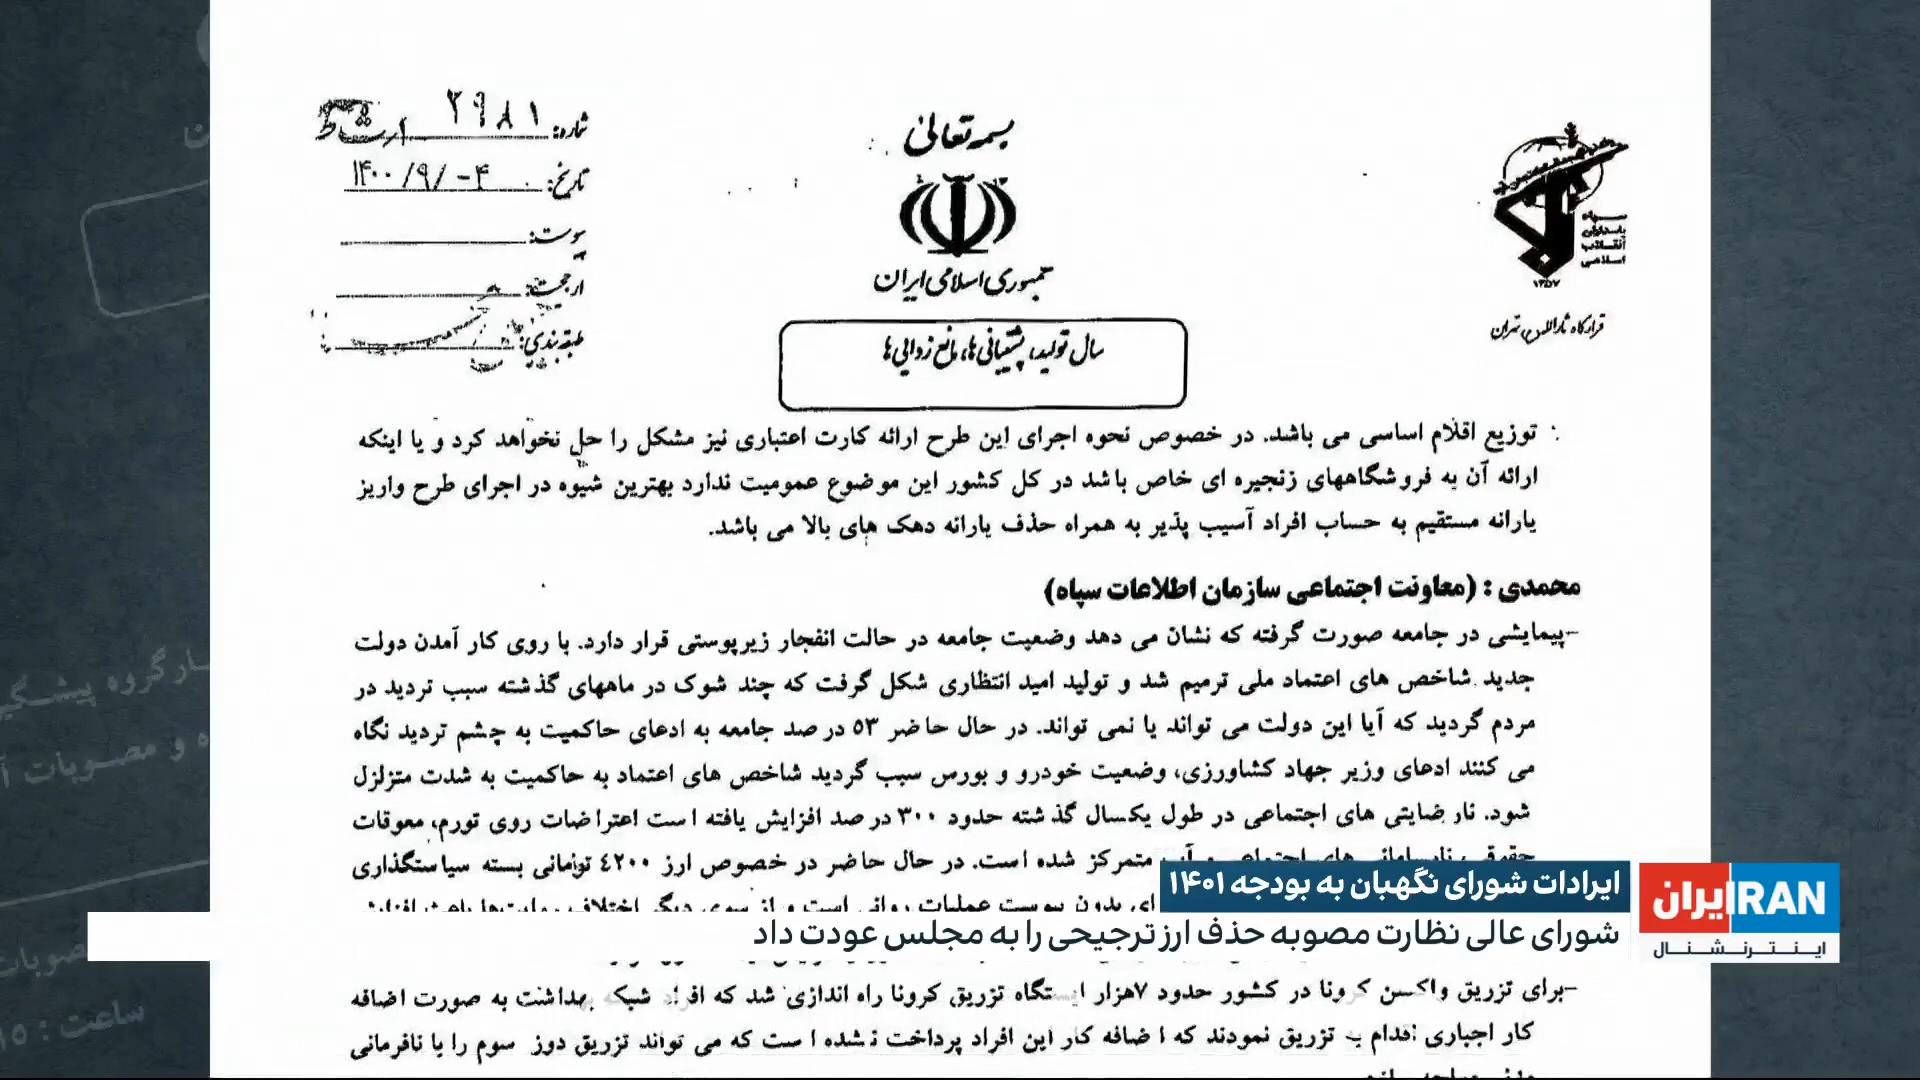 بسمه تعالی
جمهوری اسلامی ایران
سال تولید، پشتیبانی‌ها، مانع زدایی‌ها
شماره: ۲۹۸۱
تاریخ: ۱۴۰۰/۹/-۴
پیوست:
ارجحیت:
طبقه‌بندی:
سپاه
پاسداران
انقلاب
اسلامی
۱۳۵۷
قرارگاه ثارالله تهران
توزیع اقلام اساسی می باشد. در خصوص نحوه اجرای این طرح ارائه کارت اعتباری نیز مشکل را حل نخواهد کرد و یا اینکه
ارائه آن به فروشگاههای زنجیره ای خاص باشد در کل کشور این موضوع عمومیت ندارد بهترین شیوه در اجرای طرح واریز
یارانه مستقیم به حساب افراد آسیب پذیر به همراه حذف یارانه دهک های بالا می باشد.
محمدی : (معاونت اجتماعی سازمان اطلاعات سپاه)
-پیمایشی در جامعه صورت گرفته که نشان می دهد وضعیت جامعه در حالت انفجار زیرپوستی قرار دارد. با روی کار آمدن دولت
جدید شاخص های اعتماد ملی ترمیم شد و تولید امید انتظاری شکل گرفت که چند شوک در ماههای گذشته سبب تردید در
مردم گردید که آیا این دولت می تواند یا نمی تواند. در حال حاضر ۵۳ درصد جامعه به ادعای حاکمیت به چشم تردید نگاه
می کنند ادعای وزیر جهاد کشاورزی، وضعیت خودرو و بورس سبب گردید شاخص های اعتماد به حاکمیت به شدت متزلزل
شود. نارضایتی های اجتماعی در طول یکسال گذشته حدود ۳۰۰ درصد افزایش یافته است اعتراضات روی تورم، معوقات
متمرکز شده است. در حال حاضر در خصوص ارز ٤٢٠٠ تومانی بسته سیاستگذاری
ای بدون پیوست عملیات روانی است و از سوی دیگر اختلاف
ایرادات شورای نگهبان به بودجه ۱۴۰۱
شورای عالی نظارت مصوبه حذف ارز ترجیحی را به مجلس عودت داد
ایران IRAN
اینترنشنال
-برای تزریق واکسن کرونا در کشور حدود ۷هزار ایستگاه تزریق کرونا راه اندازی شد که افراد شبکه بهداشت به صورت اضافه
کار اجباری اقدام به تزریق نمودند که اضافه کار این افراد پرداخت نشده است که می تواند تزریق دوز سوم را با نافرمانی